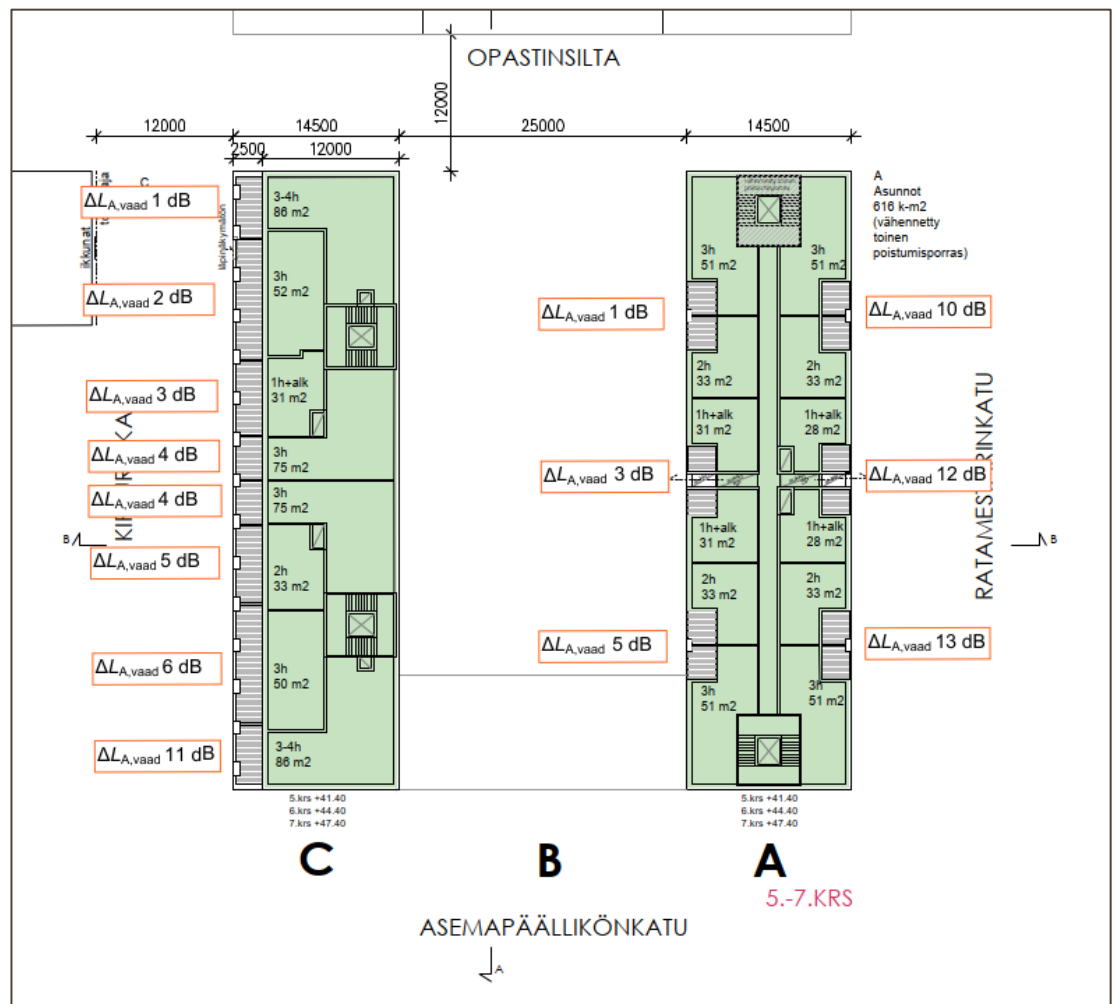 OPASTINSILTA
12000
12000
14500
25000
14500
2500
12000
C
ikkunat
ΔLA,vaad 1 dB
ΔLA,vaad 2 dB
ΔLA,vaad 3 dB
ΔLA,vaad 4 dB
ΔLA,vaad 4 dB
ΔLA,vaad 5 dB
ΔLA,vaad 6 dB
ΔLA,vaad 11 dB
B
3-4h
86 m2
3h
52 m2
1h+alk
31 m2
3h
75 m2
3h
75 m2
2h
33 m2
3h
50 m2
3-4h
86 m2
ΔLA,vaad 1 dB
ΔLA,vaad 3 dB
ΔLA,vaad 5 dB
3h
51 m2
3h
51 m2
2h
33 m2
2h
33 m2
1h+alk
31 m2
1h+alk
28 m2
1h+alk
31 m2
1h+alk
28 m2
2h
33 m2
2h
33 m2
3h
51 m2
3h
51 m2
A
Asunnot
616 k-m2
(vähennetty
toinen
poistumisporras)
ΔLA,vaad 10 dB
ΔLA,vaad 12 dB
ΔLA,vaad 13 dB
B
5.krs +41.40
6.krs +44.40
7.krs +47.40
5.krs +41.40
6.krs +44.40
7.krs +47.40
C
B
A
5.-7.KRS
ASEMAPÄÄLLIKÖNKATU
A